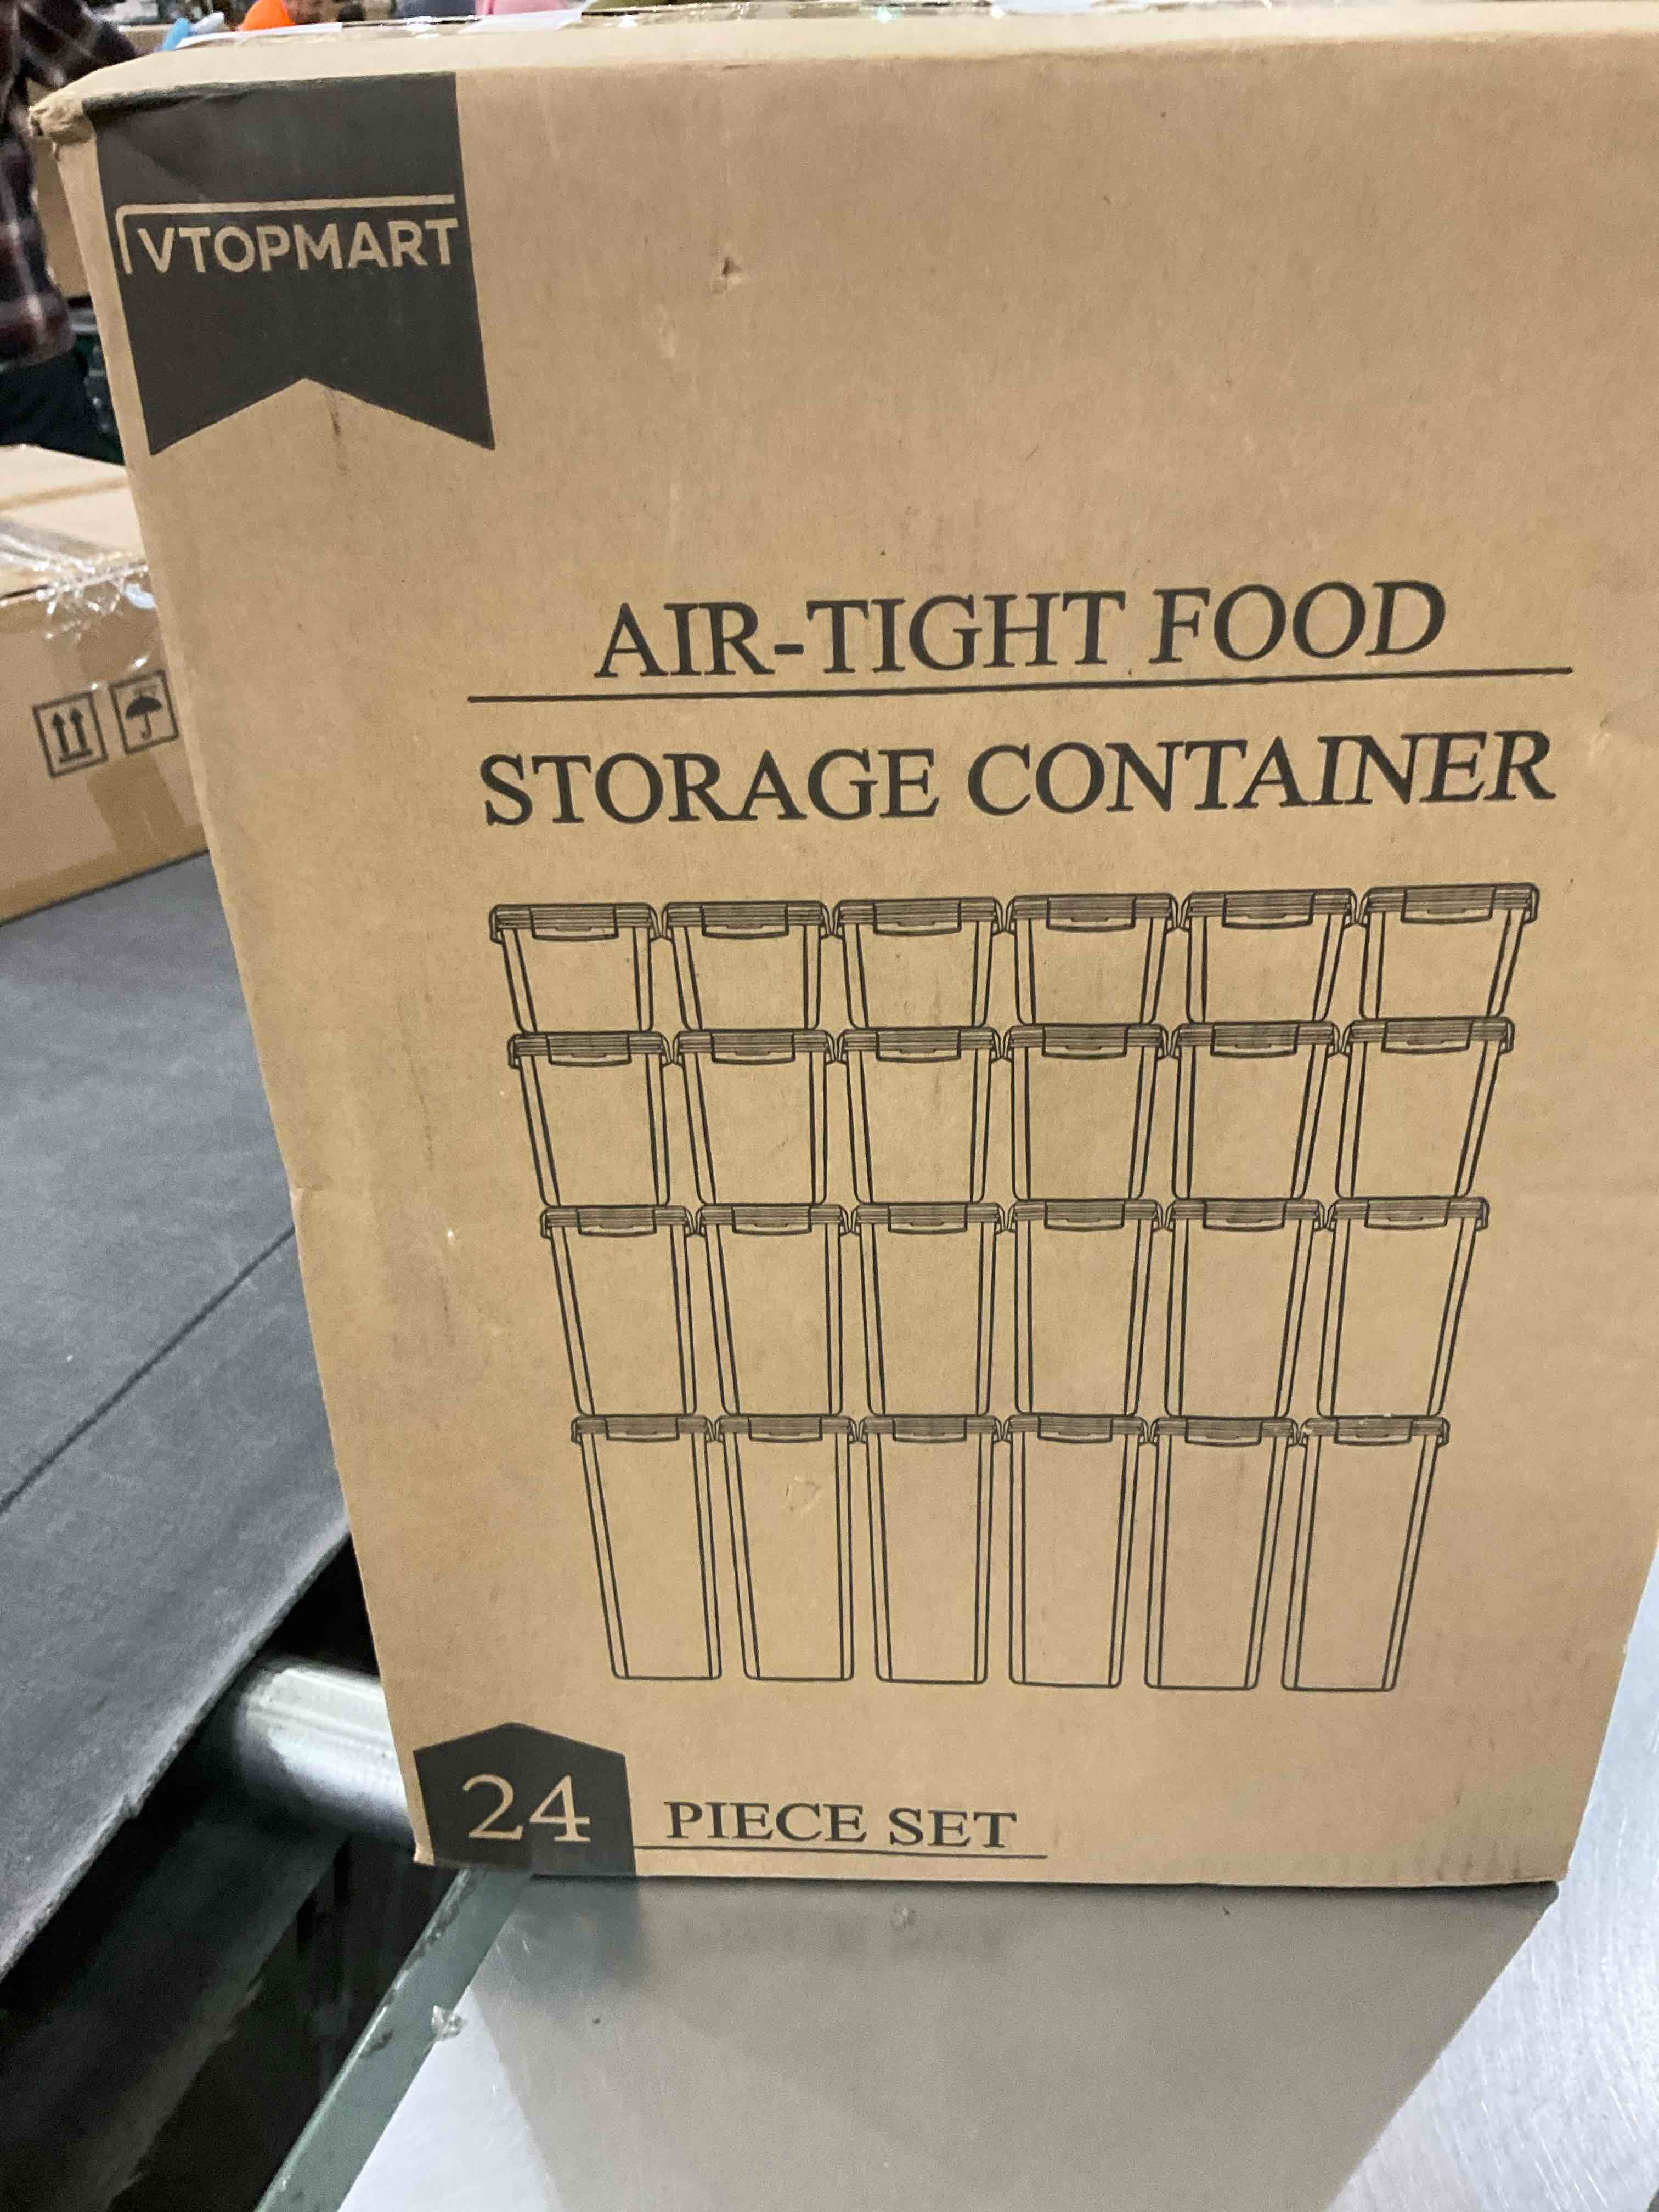 VTOPMART
AIR-TIGHT FOOD
STORAGE CONTAINER
24 PIECE SET